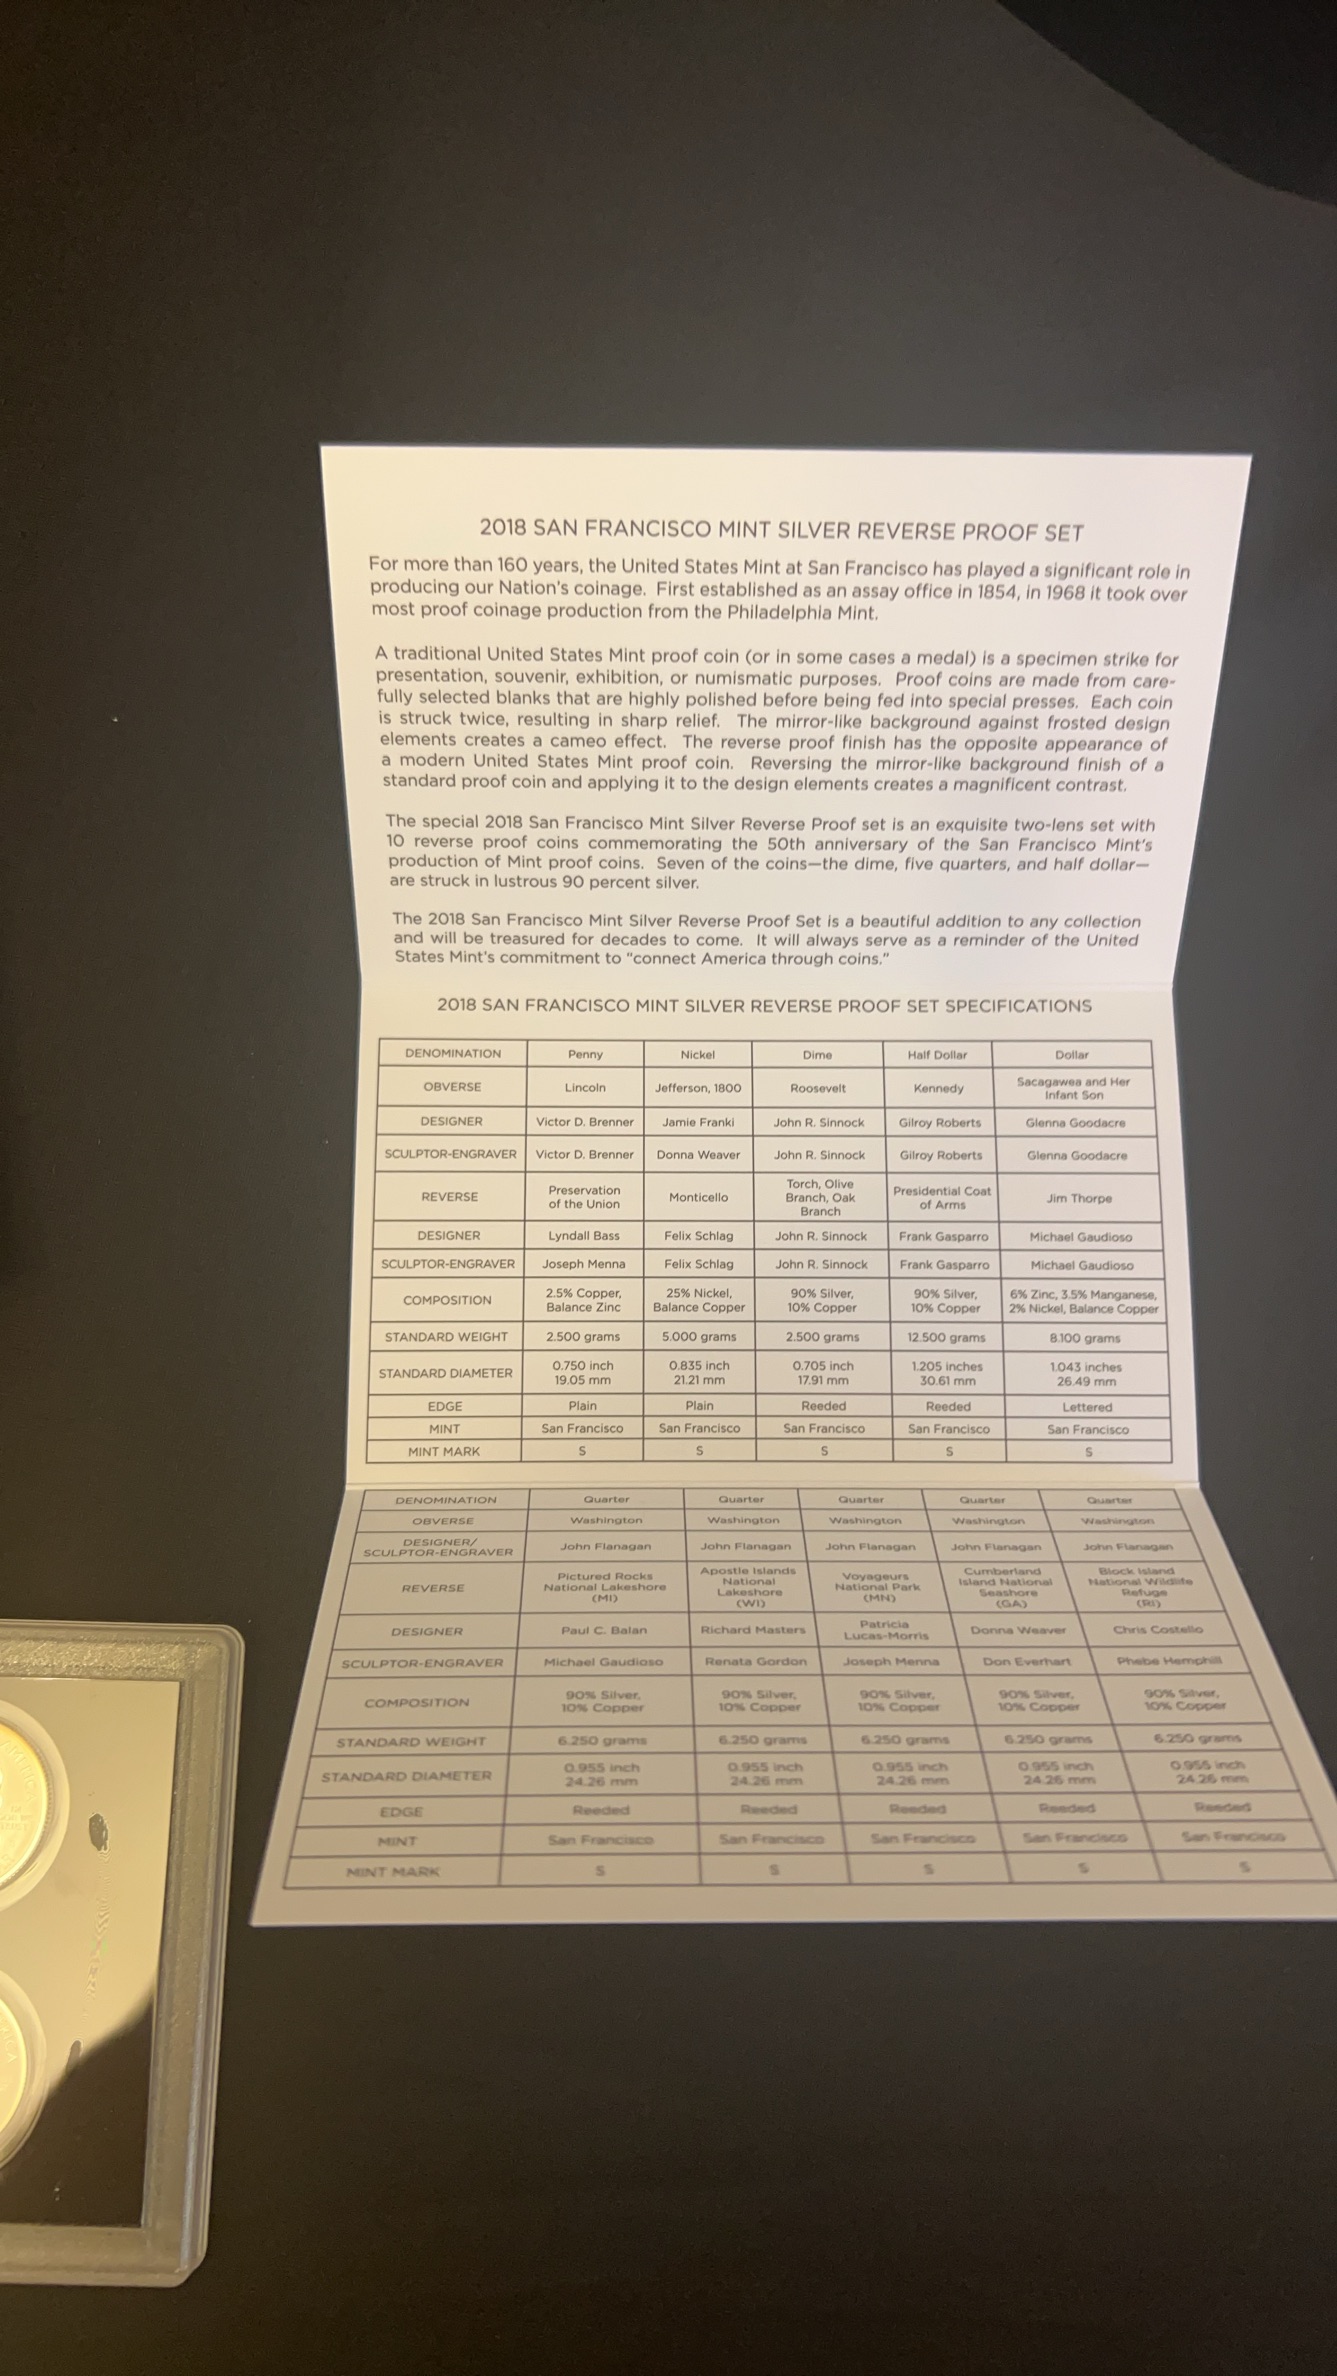 2018 SAN FRANCISCO MINT SILVER REVERSE PROOF SET
For more than 160 years, the United States Mint at San Francisco has played a significant role in
producing our Nation's coinage. First established as an assay office in 1854, in 1968 it took over
most proof coinage production from the Philadelphia Mint.
A traditional United States Mint proof coin (or in some cases a medal) is a specimen strike for
presentation, souvenir, exhibition, or numismatic purposes. Proof coins are made from care-
fully selected blanks that are highly polished before being fed into special presses. Each coin
is struck twice, resulting in sharp relief. The mirror-like background against frosted design
elements creates a cameo effect. The reverse proof finish has the opposite appearance of
a modern United States Mint proof coin. Reversing the mirror-like background finish of a
standard proof coin and applying it to the design elements creates a magnificent contrast.
The special 2018 San Francisco Mint Silver Reverse Proof set is an exquisite two-lens set with
10 reverse proof coins commemorating the 50th anniversary of the San Francisco Mint's
production of Mint proof coins. Seven of the coins—the dime, five quarters, and half dollar—
are struck in lustrous 90 percent silver.
The 2018 San Francisco Mint Silver Reverse Proof Set is a beautiful addition to any collection
and will be treasured for decades to come. It will always serve as a reminder of the United
States Mint's commitment to “connect America through coins.”
2018 SAN FRANCISCO MINT SILVER REVERSE PROOF SET SPECIFICATIONS
DENOMINATION Penny Nickel Dime Half Dollar Dollar
OBVERSE Lincoln Jefferson, 1800 Roosevelt Kennedy Sacagawea and Her
Infant Son
DESIGNER Victor D. Brenner Jamie Franki John R. Sinnock Gilroy Roberts Glenna Goodacre
SCULPTOR-ENGRAVER Victor D. Brenner Donna Weaver John R. Sinnock Gilroy Roberts Glenna Goodacre
REVERSE Preservation
of the Union Monticello Torch, Olive
Branch, Oak
Branch Presidential Coat
of Arms Jim Thorpe
DESIGNER Lyndall Bass Felix Schlag John R. Sinnock Frank Gasparro Michael Gaudioso
SCULPTOR-ENGRAVER Joseph Menna Felix Schlag John R. Sinnock Frank Gasparro Michael Gaudioso
COMPOSITION 2.5% Copper, 25% Nickel, 90% Silver, 90% Silver, 6% Zinc, 3.5% Manganese,
Balance Zinc Balance Copper 10% Copper 10% Copper 2% Nickel, Balance Copper
STANDARD WEIGHT 2.500 grams 5.000 grams 2.500 grams 12.500 grams 8.100 grams
STANDARD DIAMETER 0.750 inch 0.835 inch 0.705 inch 1.205 inches 1.043 inches
19.05 mm 21.21 mm 17.91 mm 30.61 mm 26.49 mm
EDGE Plain Plain Reeded Reeded Lettered
MINT San Francisco San Francisco San Francisco San Francisco San Francisco
MINT MARK S S S S S
DENOMINATION Quarter Quarter Quarter Quarter Quarter
OBVERSE Washington Washington Washington Washington Washington
DESIGNER/
SCULPTOR-ENGRAVER John Flanagan John Flanagan John Flanagan John Flanagan John Flanagan
REVERSE Pictured Rocks
National Lakeshore
(MI) Apostle Islands
National
Lakeshore
(WI) Voyageurs
National Park
(MN) Cumberland
Island National
Seashore
(GA) Block Island
National Wildlife
Refuge
(RI)
DESIGNER Paul C. Balan Richard Masters Patricia
Lucas-Morris Donna Weaver Chris Costello
SCULPTOR-ENGRAVER Michael Gaudioso Renata Gordon Joseph Menna Don Everhart Phebe Hemphill
COMPOSITION 90% Silver, 90% Silver, 90% Silver, 90% Silver, 90% Silver,
10% Copper 10% Copper 10% Copper 10% Copper 10% Copper
STANDARD WEIGHT 6.250 grams 6.250 grams 6.250 grams 6.250 grams 6.250 grams
STANDARD DIAMETER 0.955 inch 0.955 inch 0.955 inch 0.955 inch 0.955 inch
24.26 mm 24.26 mm 24.26 mm 24.26 mm 24.26 mm
EDGE Reeded Reeded Reeded Reeded Reeded
MINT San Francisco San Francisco San Francisco San Francisco San Francisco
MINT MARK S S S S S